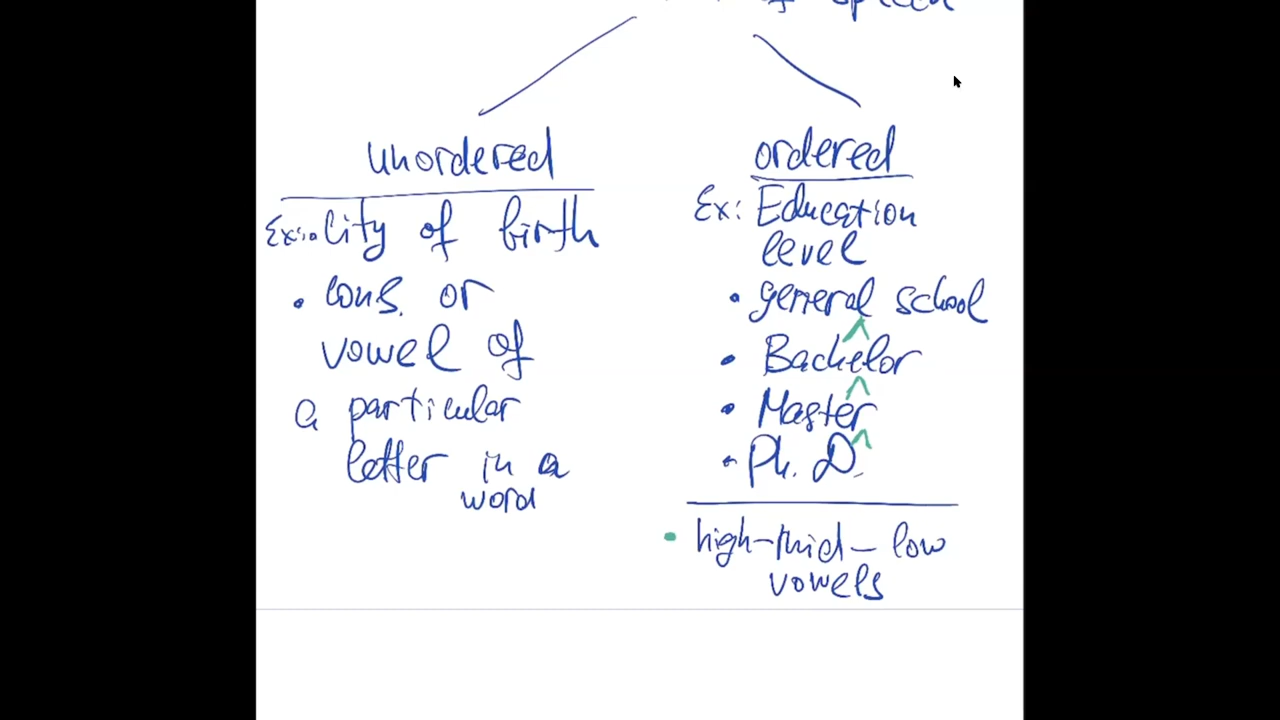 unordered
Ex: • City of birth
• cons. or
vowel of
a particular
letter in a
word
ordered
Ex: Education
level
• general school
^
• Bachelor
^
• Master
^
• Ph. D.
• high-mid-low
vowels